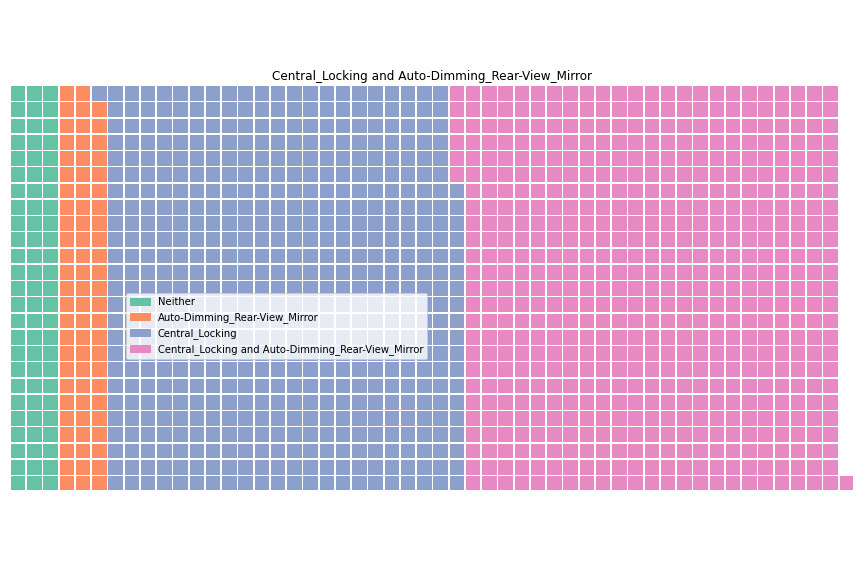 Central_Locking and Auto-Dimming_Rear-View_Mirror
Neither
Auto-Dimming_Rear-View_Mirror
Central_Locking
Central_Locking and Auto-Dimming_Rear-View_Mirror